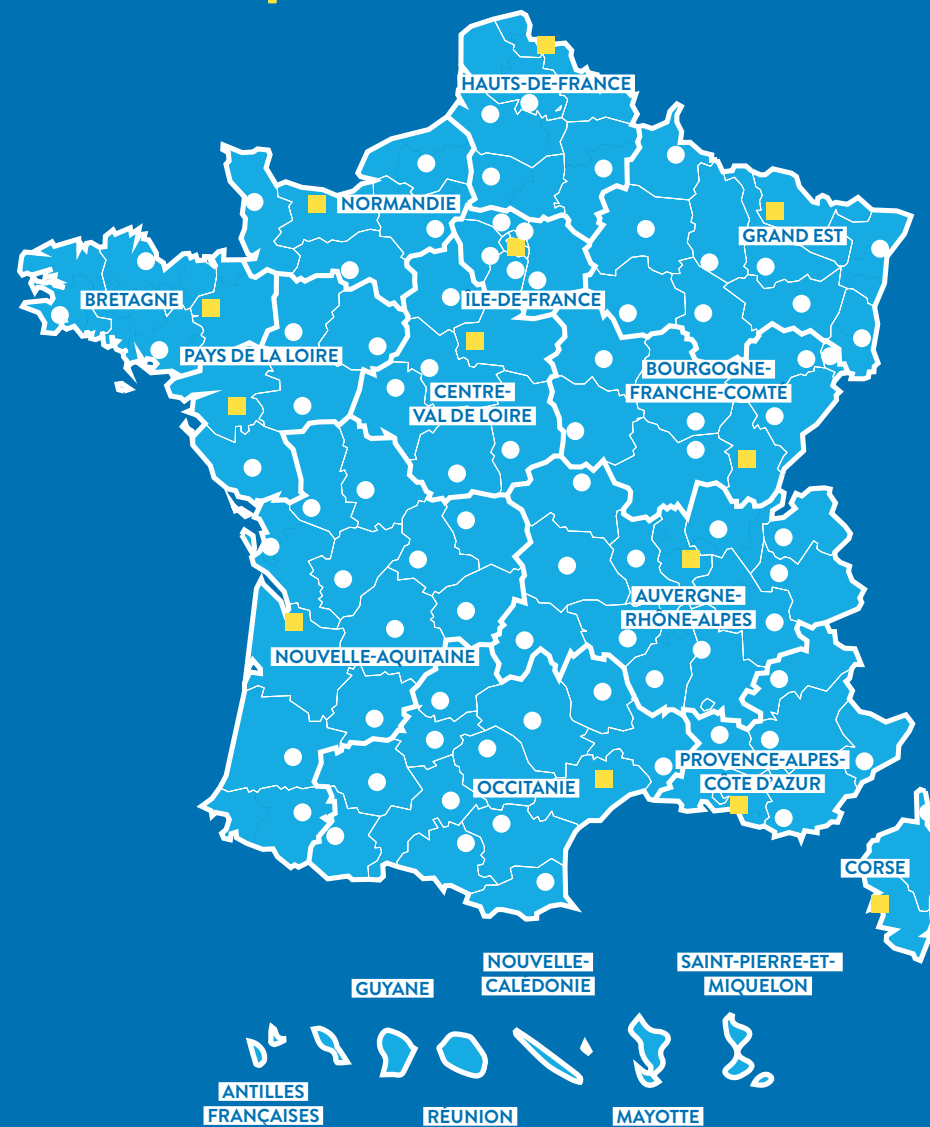 HAUTS-DE-FRANCE
NORMANDIE
GRAND EST
BRETAGNE
ÎLE-DE-FRANCE
PAYS DE LA LOIRE
BOURGOGNE-
FRANCHE-COMTÉ
CENTRE-
VAL DE LOIRE
AUVERGNE-
RHÔNE-ALPES
NOUVELLE-AQUITAINE
PROVENCE-ALPES-
CÔTE D'AZUR
OCCITANIE
CORSE
NOUVELLE-
CALÉDONIE
SAINT-PIERRE-ET-
MIQUELON
GUYANE
ANTILLES
FRANÇAISES
RÉUNION
MAYOTTE